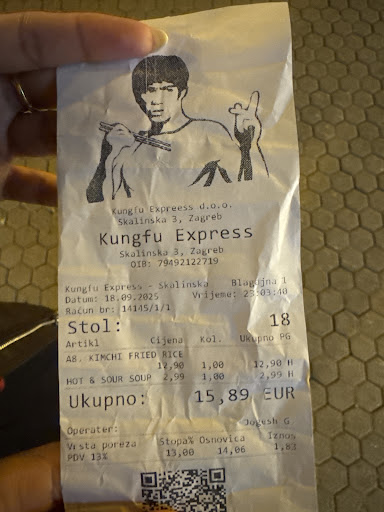 Kungfu Expreess d.o.o.
Skalinska 3, Zagreb
Kungfu Express
Skalinska 3, Zagreb
OIB: 79492122719
Kungfu Express - Skalinska Blagajna 1
Datum: 18.09.2025 Vrijeme: 23:03:40
Račun br: 14145/1/1
Stol: 18
Artikl Cijena Kol. Ukupno PG
A8. KIMCHI FRIED RICE
12,90 1,00 12,90 H
HOT & SOUR SOUP 2,99 1,00 2,99 H
Ukupno: 15,89 EUR
Operater: Jogesh G
Vrsta poreza Stopa% Osnovica Iznos
PDV 13% 13,00 14,06 1,83